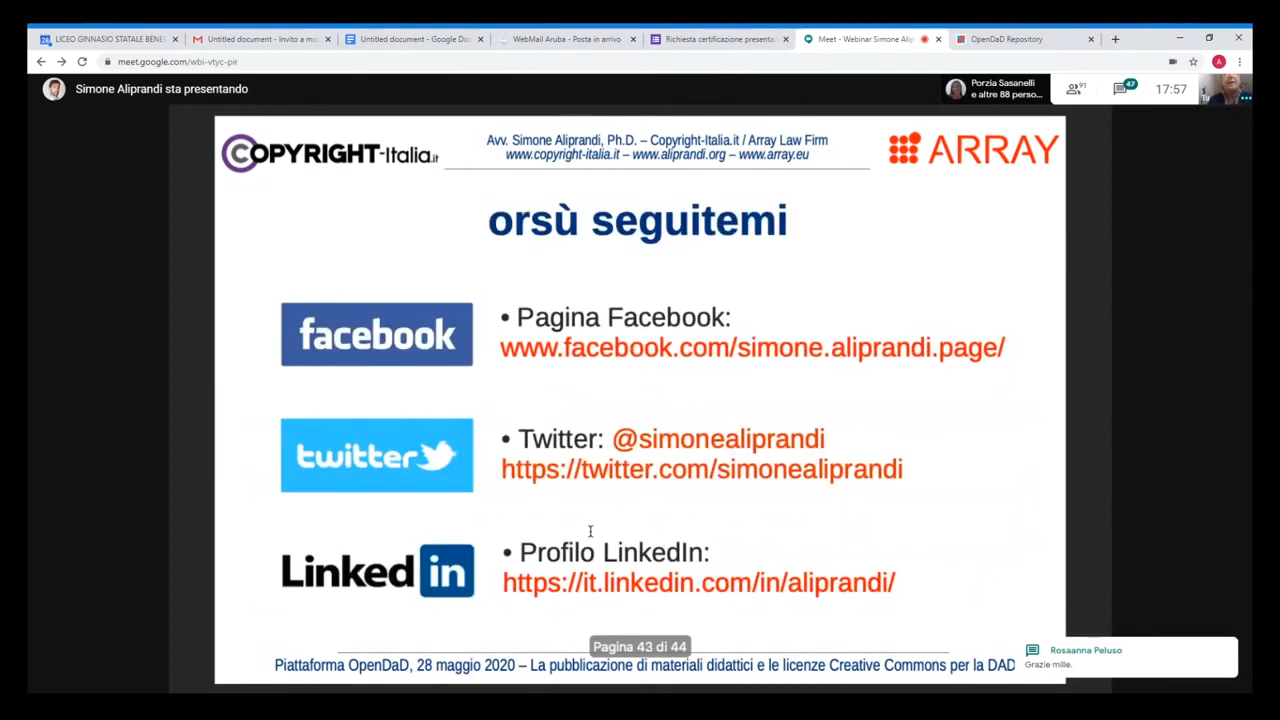 LICEO GINNASIO STATALE BENE
Untitled document - Invito a mo
Untitled document - Google Doc
WebMail Aruba - Posta in arrivo
Richiesta certificazione presenta
Meet - Webinar Simone Alip
OpenDaD Repository
meet.google.com/wbi-vtyc-pir
A
Simone Aliprandi sta presentando
Porzia Sasanelli
e altre 88 perso...
91
47
17:57
Tu
COPYRIGHT-Italia.it
Avv. Simone Aliprandi, Ph.D. – Copyright-Italia.it / Array Law Firm
www.copyright-italia.it – www.aliprandi.org – www.array.eu
ARRAY
orsù seguitemi
facebook
• Pagina Facebook:
www.facebook.com/simone.aliprandi.page/
twitter
• Twitter: @simonealiprandi
https://twitter.com/simonealiprandi
Linked in
• Profilo LinkedIn:
https://it.linkedin.com/in/aliprandi/
Pagina 43 di 44
Piattaforma OpenDaD, 28 maggio 2020 – La pubblicazione di materiali didattici e le licenze Creative Commons per la DAD
Rosaanna Peluso
Grazie mille.